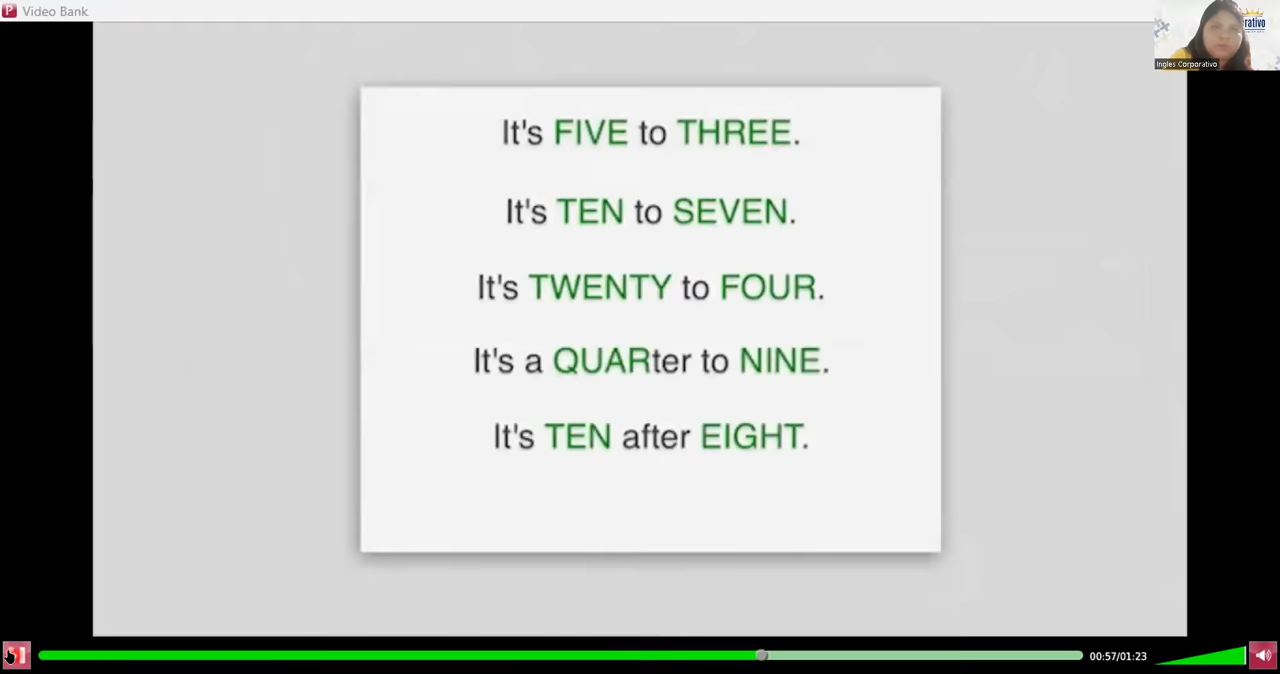 Video Bank
rativo
Ingles Corporativo
It's FIVE to THREE.
It's TEN to SEVEN.
It's TWENTY to FOUR.
It's a QUARter to NINE.
It's TEN after EIGHT.
00:57/01:23